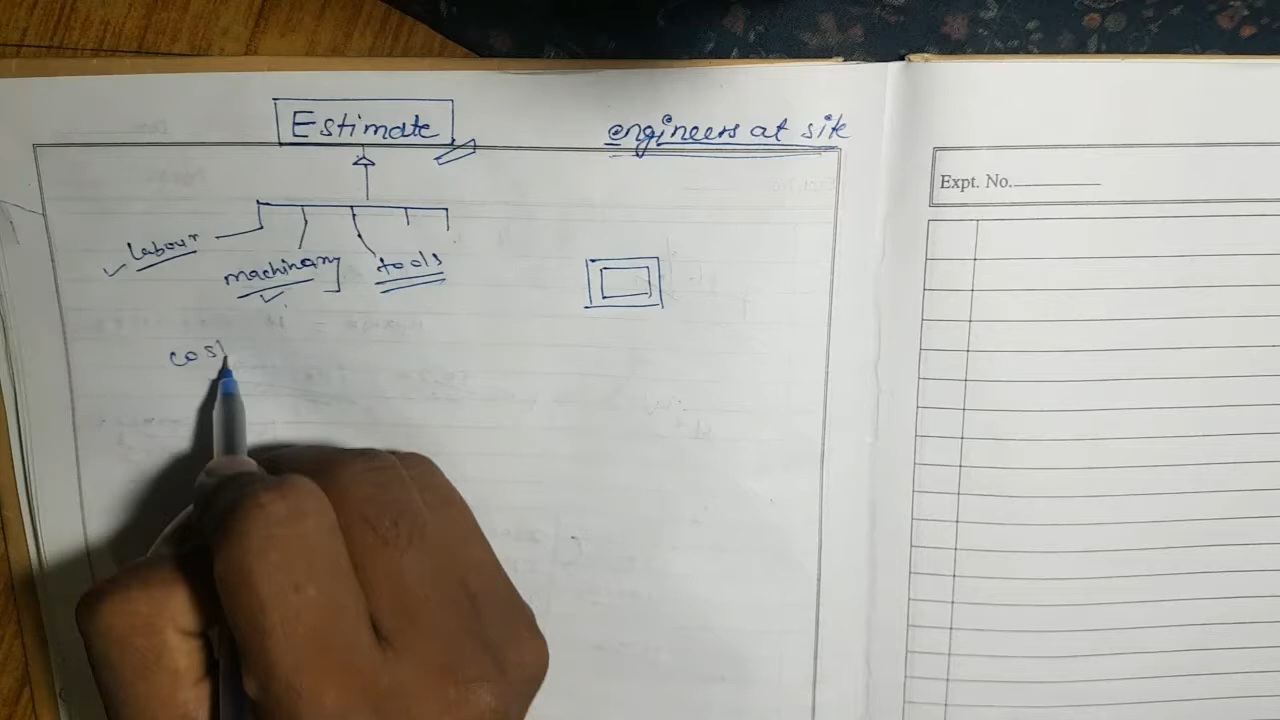 Estimate
engineers at site
Expt. No.
labour
machinary
tools
cost